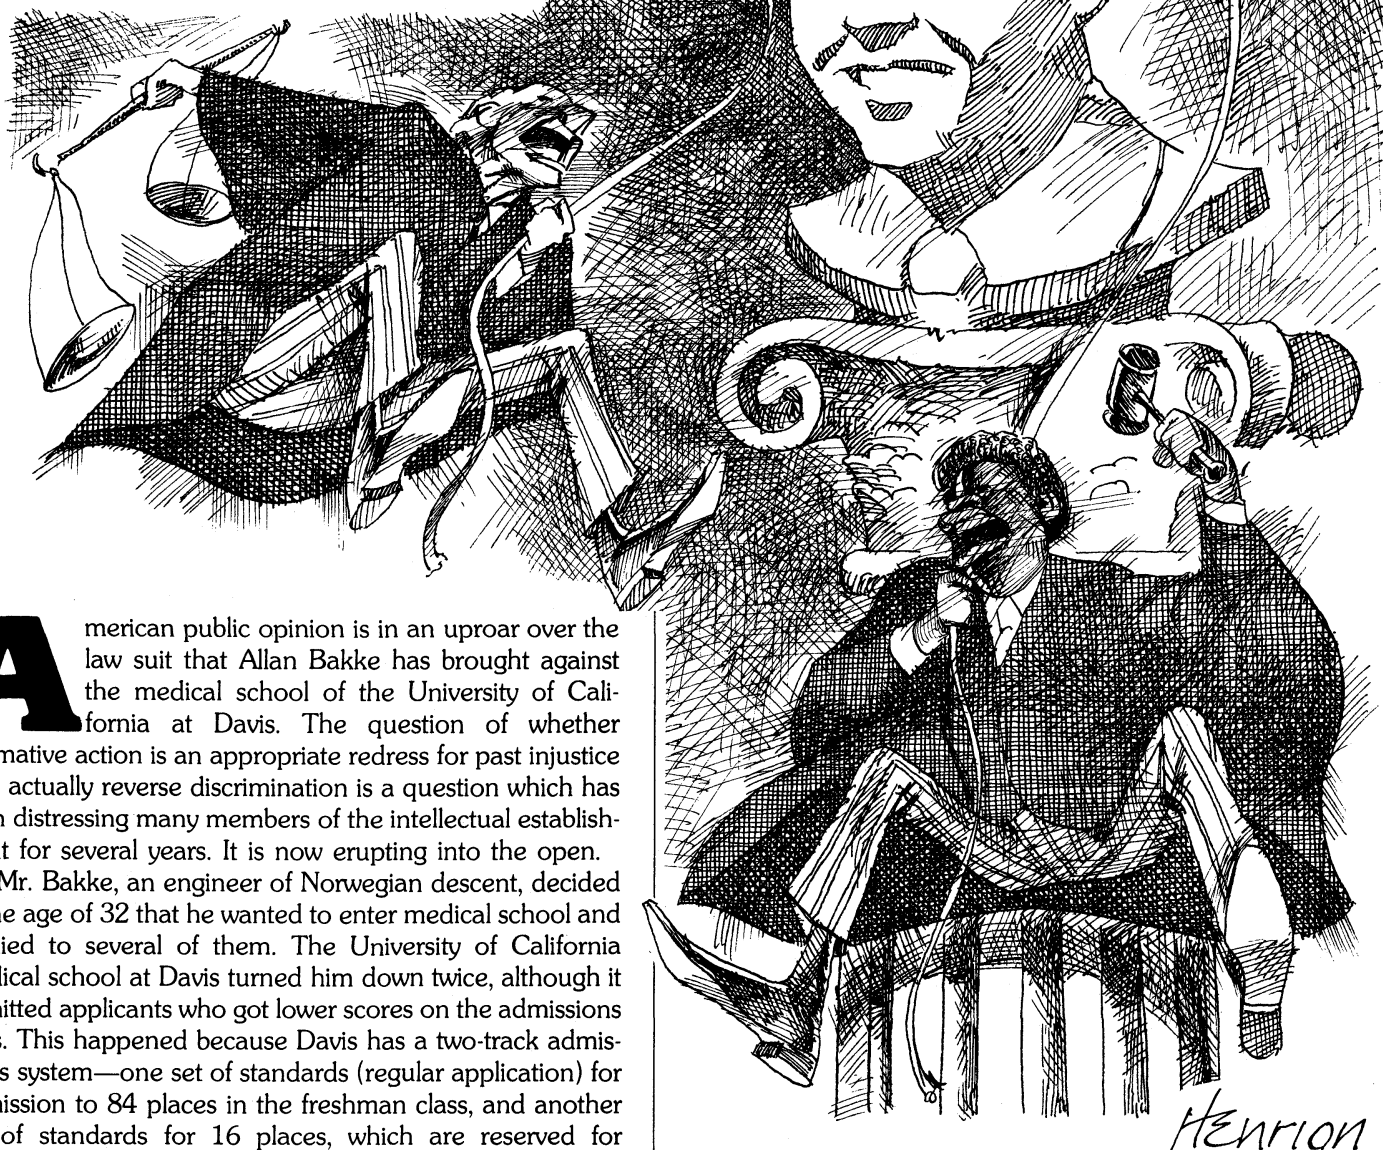 American public opinion is in an uproar over the
law suit that Allan Bakke has brought against
the medical school of the University of Cali-
fornia at Davis. The question of whether
mative action is an appropriate redress for past injustice
actually reverse discrimination is a question which has
n distressing many members of the intellectual establish-
t for several years. It is now erupting into the open.
Mr. Bakke, an engineer of Norwegian descent, decided
e age of 32 that he wanted to enter medical school and
ied to several of them. The University of California
lical school at Davis turned him down twice, although it
itted applicants who got lower scores on the admissions
s. This happened because Davis has a two-track admis-
s system—one set of standards (regular application) for
ission to 84 places in the freshman class, and another
of standards for 16 places, which are reserved for
Henrion